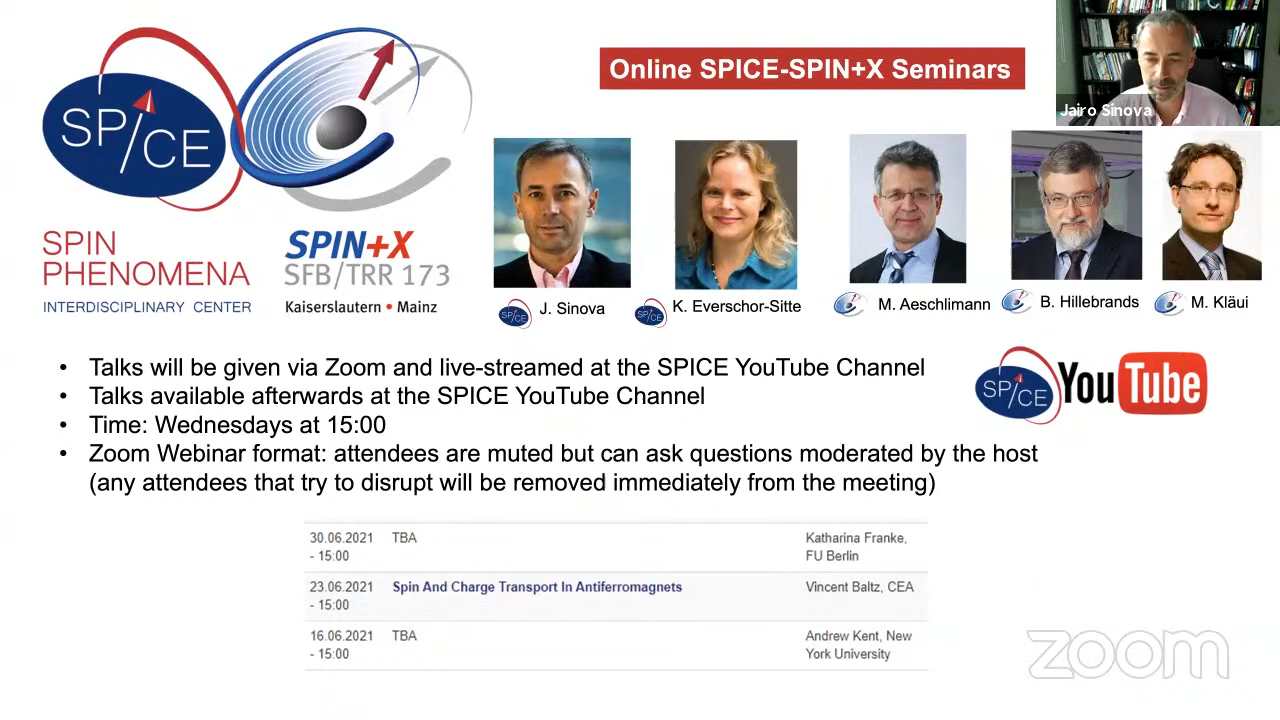 Online SPICE-SPIN+X Seminars
Jairo Sinova
SP/CE
SPIN
PHENOMENA
INTERDISCIPLINARY CENTER
SPIN+X
SFB/TRR 173
Kaiserslautern • Mainz
SP/CE
J. Sinova
SP/CE
K. Everschor-Sitte
M. Aeschlimann
B. Hillebrands
M. Kläui
• Talks will be given via Zoom and live-streamed at the SPICE YouTube Channel
• Talks available afterwards at the SPICE YouTube Channel
• Time: Wednesdays at 15:00
• Zoom Webinar format: attendees are muted but can ask questions moderated by the host
(any attendees that try to disrupt will be removed immediately from the meeting)
SP/CE
YouTube
30.06.2021 TBA Katharina Franke,
- 15:00 FU Berlin
23.06.2021 Spin And Charge Transport In Antiferromagnets Vincent Baltz, CEA
- 15:00
16.06.2021 TBA Andrew Kent, New
- 15:00 York University
zoom